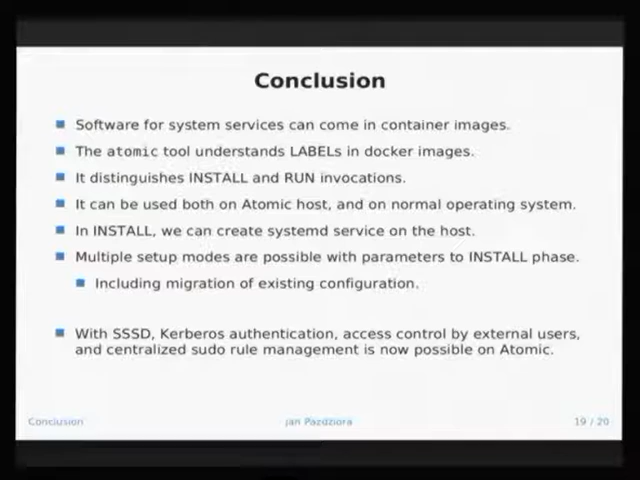 Conclusion
Software for system services can come in container images.
The atomic tool understands LABELs in docker images.
It distinguishes INSTALL and RUN invocations.
It can be used both on Atomic host, and on normal operating system.
In INSTALL, we can create systemd service on the host.
Multiple setup modes are possible with parameters to INSTALL phase.
Including migration of existing configuration.
With SSSD, Kerberos authentication, access control by external users,
and centralized sudo rule management is now possible on Atomic.
Conclusion
Jan Pazdziora
19 / 20